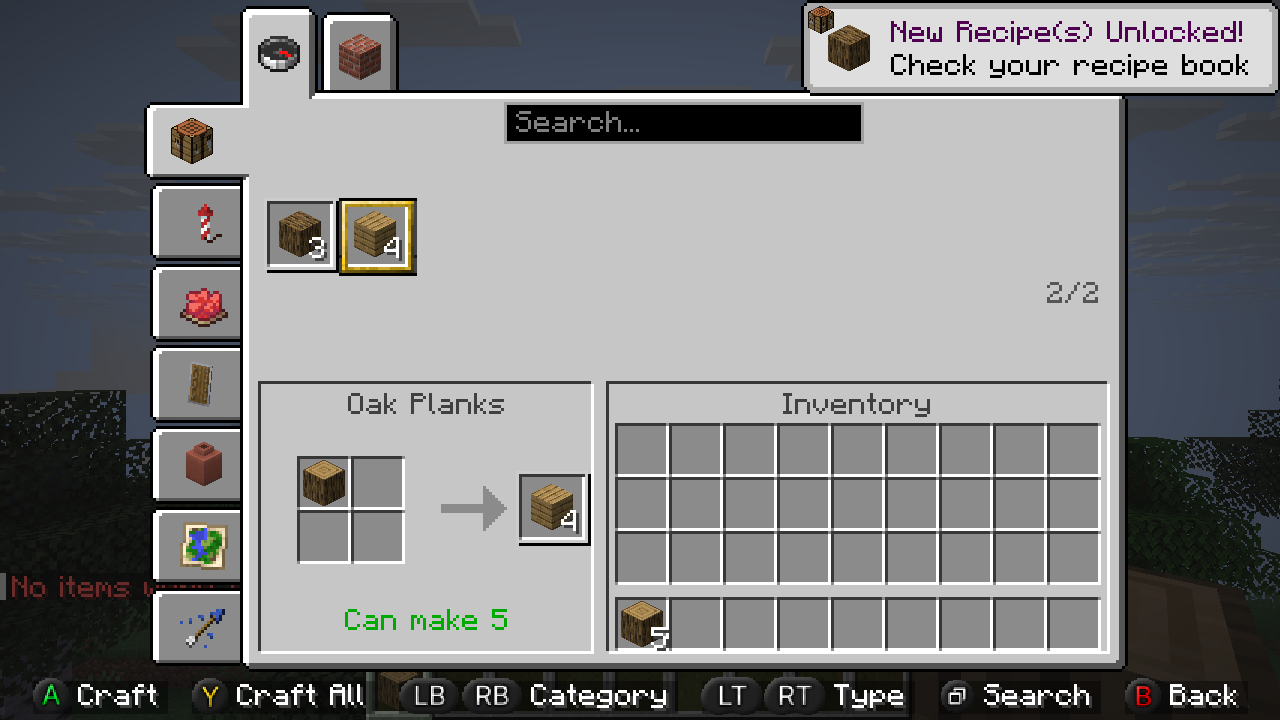 New Recipe(s) Unlocked!
Check your recipe book
Search...
3
4
2/2
Oak Planks
4
Can make 5
Inventory
5
No items
A Craft Y Craft All LB RB Category LT RT Type Search B Back